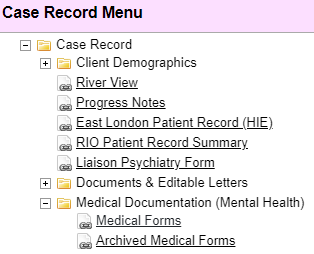 Case Record Menu
Case Record
Client Demographics
River View
Progress Notes
East London Patient Record (HIE)
RIO Patient Record Summary
Liaison Psychiatry Form
Documents & Editable Letters
Medical Documentation (Mental Health)
Medical Forms
Archived Medical Forms